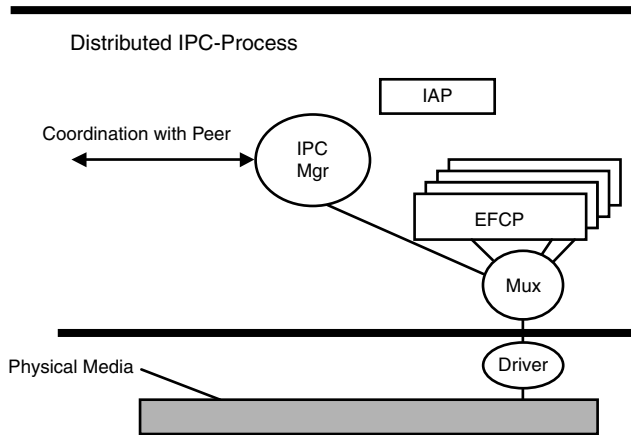 Distributed IPC-Process
IAP
Coordination with Peer
IPC
Mgr
EFCP
Mux
Driver
Physical Media